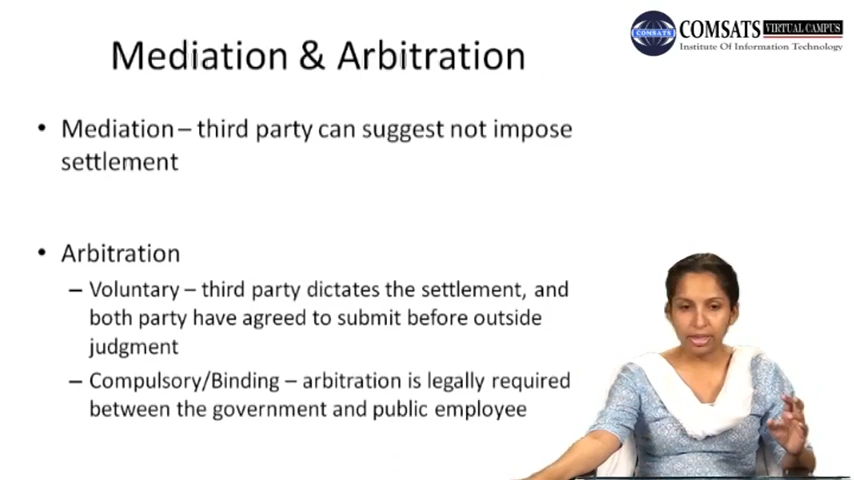 COMSATS VIRTUAL CAMPUS
COMSATS
Institute Of Information Technology
Mediation & Arbitration
• Mediation – third party can suggest not impose
settlement
• Arbitration
– Voluntary – third party dictates the settlement, and
both party have agreed to submit before outside
judgment
– Compulsory/Binding – arbitration is legally required
between the government and public employee